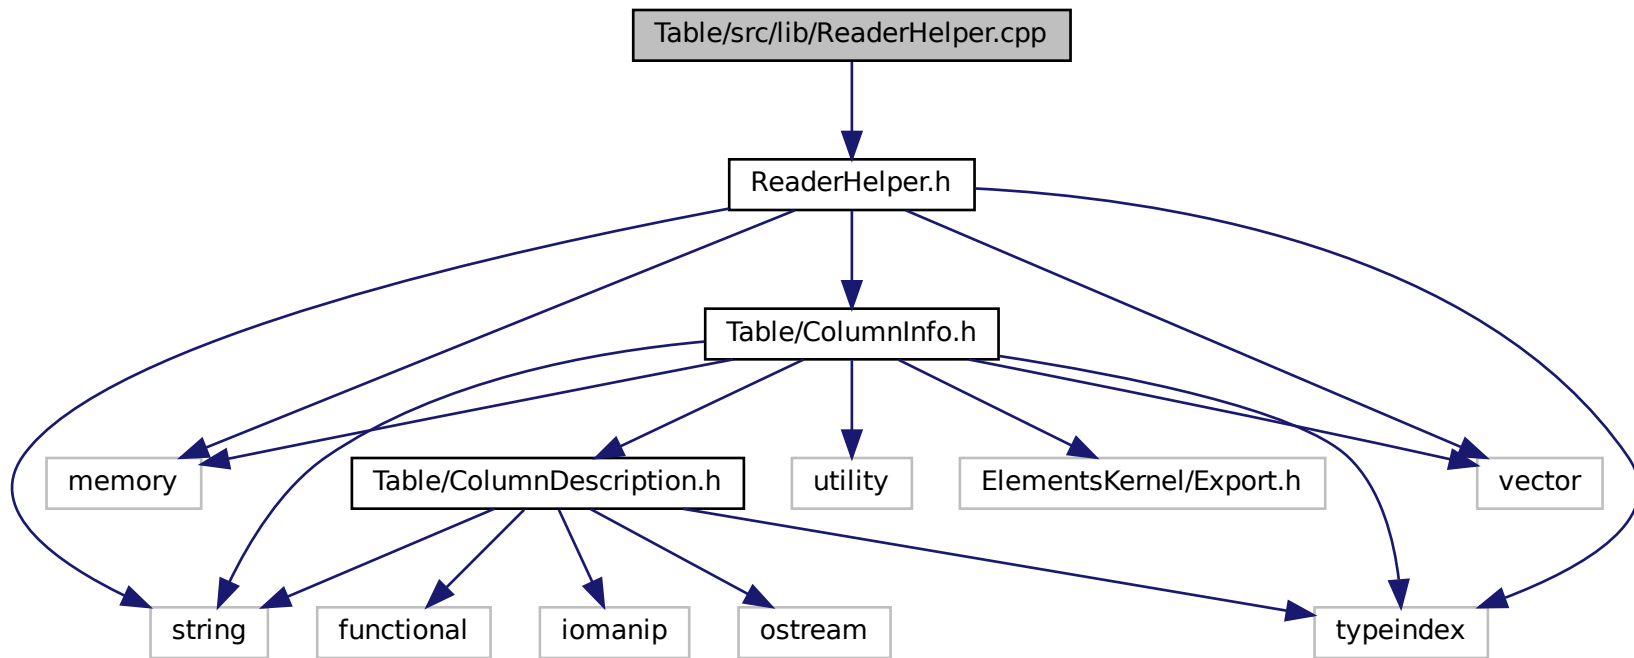 Table/src/lib/ReaderHelper.cpp
ReaderHelper.h
Table/ColumnInfo.h
memory
Table/ColumnDescription.h
utility
ElementsKernel/Export.h
vector
string
functional
iomanip
ostream
typeindex